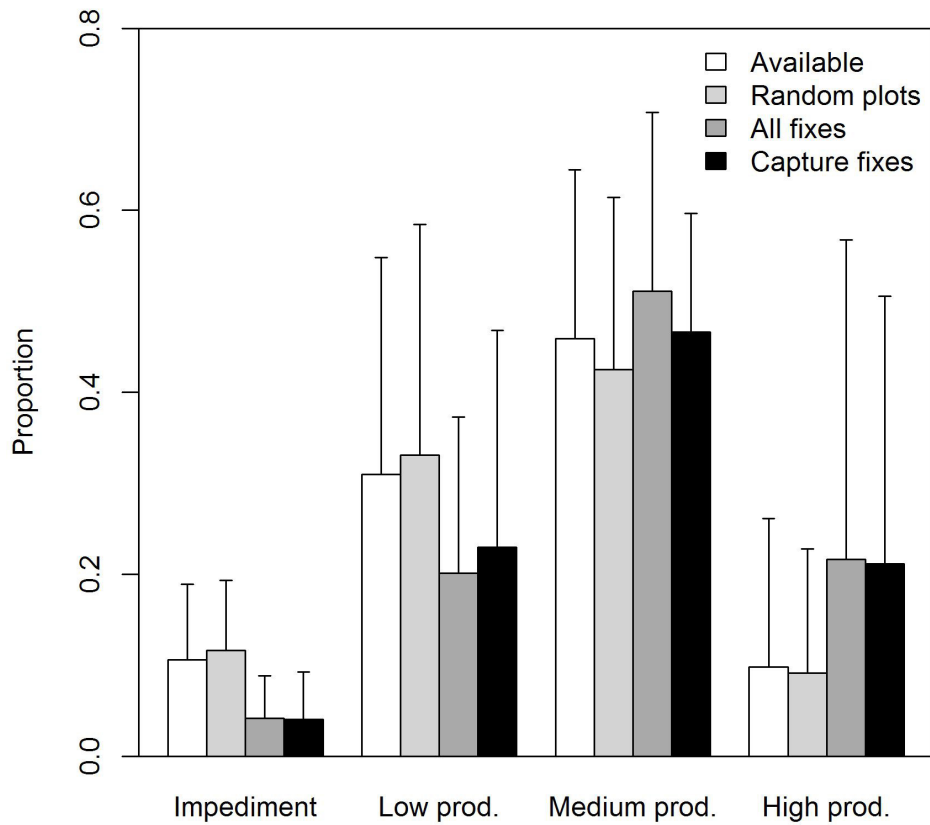 0.8
Available
Random plots
All fixes
Capture fixes
0.6
0.4
Proportion
0.2
0.0
Impediment Low prod. Medium prod. High prod.